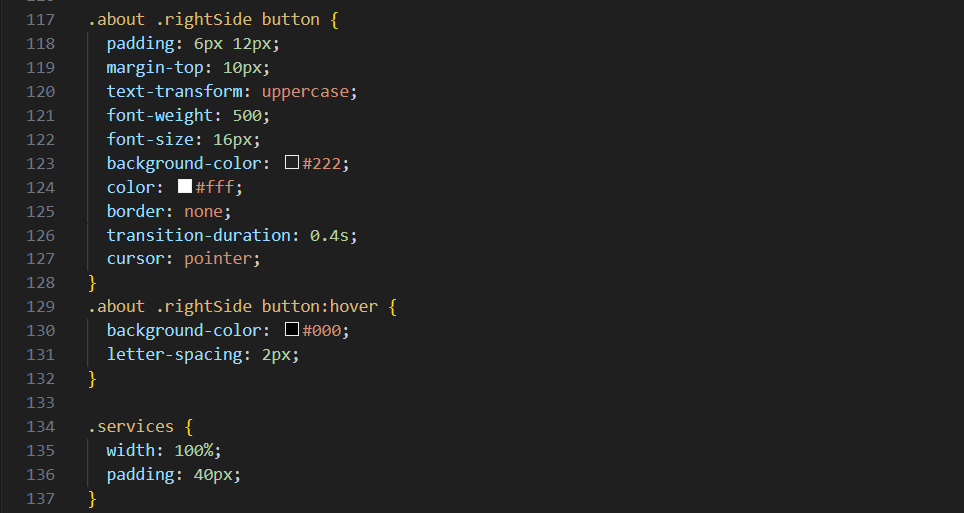 117 .about .rightSide button {
118 padding: 6px 12px;
119 margin-top: 10px;
120 text-transform: uppercase;
121 font-weight: 500;
122 font-size: 16px;
123 background-color: #222;
124 color: #fff;
125 border: none;
126 transition-duration: 0.4s;
127 cursor: pointer;
128 }
129 .about .rightSide button:hover {
130 background-color: #000;
131 letter-spacing: 2px;
132 }
133
134 .services {
135 width: 100%;
136 padding: 40px;
137 }